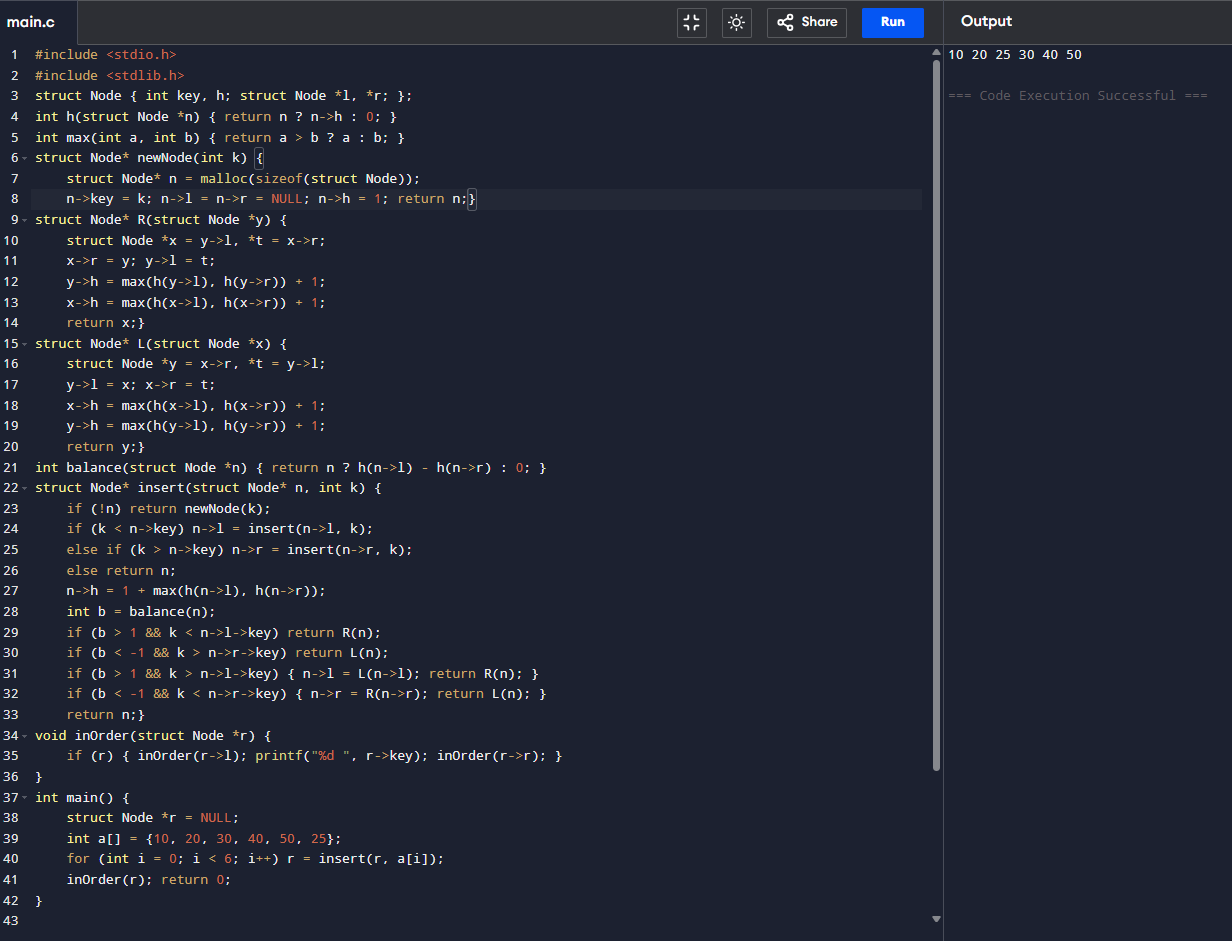 main.c
Share
Run
Output
1 #include <stdio.h>
2 #include <stdlib.h>
3 struct Node { int key, h; struct Node *l, *r; };
4 int h(struct Node *n) { return n ? n->h : 0; }
5 int max(int a, int b) { return a > b ? a : b; }
6 struct Node* newNode(int k) {
7     struct Node* n = malloc(sizeof(struct Node));
8     n->key = k; n->l = n->r = NULL; n->h = 1; return n;}
9 struct Node* R(struct Node *y) {
10     struct Node *x = y->l, *t = x->r;
11     x->r = y; y->l = t;
12     y->h = max(h(y->l), h(y->r)) + 1;
13     x->h = max(h(x->l), h(x->r)) + 1;
14     return x;}
15 struct Node* L(struct Node *x) {
16     struct Node *y = x->r, *t = y->l;
17     y->l = x; x->r = t;
18     x->h = max(h(x->l), h(x->r)) + 1;
19     y->h = max(h(y->l), h(y->r)) + 1;
20     return y;}
21 int balance(struct Node *n) { return n ? h(n->l) - h(n->r) : 0; }
22 struct Node* insert(struct Node* n, int k) {
23     if (!n) return newNode(k);
24     if (k < n->key) n->l = insert(n->l, k);
25     else if (k > n->key) n->r = insert(n->r, k);
26     else return n;
27     n->h = 1 + max(h(n->l), h(n->r));
28     int b = balance(n);
29     if (b > 1 && k < n->l->key) return R(n);
30     if (b < -1 && k > n->r->key) return L(n);
31     if (b > 1 && k > n->l->key) { n->l = L(n->l); return R(n); }
32     if (b < -1 && k < n->r->key) { n->r = R(n->r); return L(n); }
33     return n;}
34 void inOrder(struct Node *r) {
35     if (r) { inOrder(r->l); printf("%d ", r->key); inOrder(r->r); }
36 }
37 int main() {
38     struct Node *r = NULL;
39     int a[] = {10, 20, 30, 40, 50, 25};
40     for (int i = 0; i < 6; i++) r = insert(r, a[i]);
41     inOrder(r); return 0;
42 }
43
10 20 25 30 40 50
=== Code Execution Successful ===